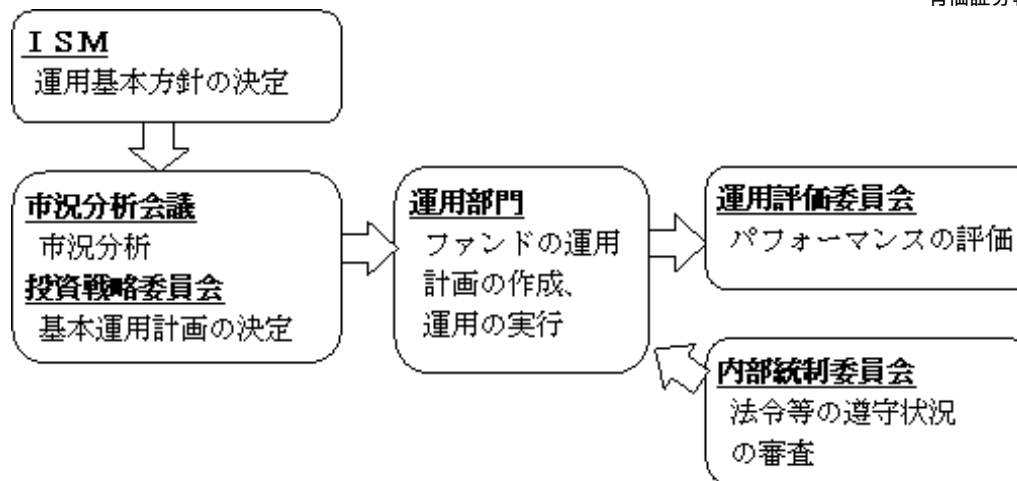 ＩＳＭ
運用基本方針の決定
市況分析会議
市況分析
投資戦略委員会
基本運用計画の決定
運用部門
ファンドの運用
計画の作成、
運用の実行
運用評価委員会
パフォーマンスの評価
内部統制委員会
法令等の遵守状況
の審査